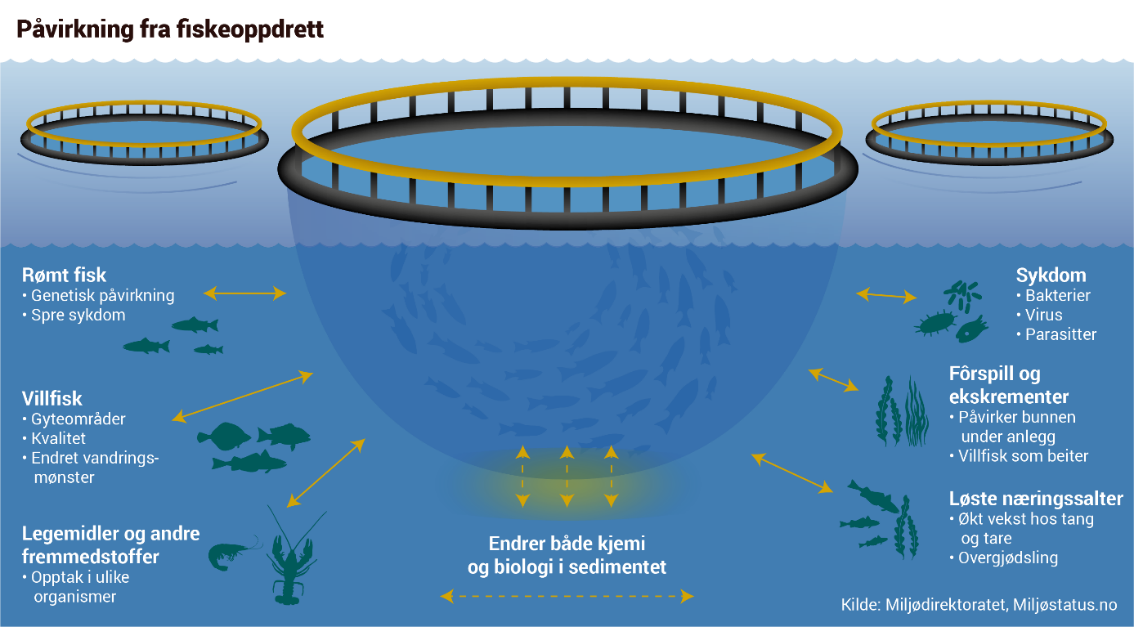 Påvirkning fra fiskeoppdrett
Rømt fisk
• Genetisk påvirkning
• Spre sykdom
Villfisk
• Gyteområder
• Kvalitet
• Endret vandrings-
mønster
Legemidler og andre
fremmedstoffer
• Opptak i ulike
organismer
Endrer både kjemi
og biologi i sedimentet
Sykdom
• Bakterier
• Virus
• Parasitter
Fôrspill og
ekskrementer
• Påvirker bunnen
under anlegg
• Villfisk som beiter
Løste næringssalter
• Økt vekst hos tang
og tare
• Overgjødsling
Kilde: Miljødirektoratet, Miljøstatus.no